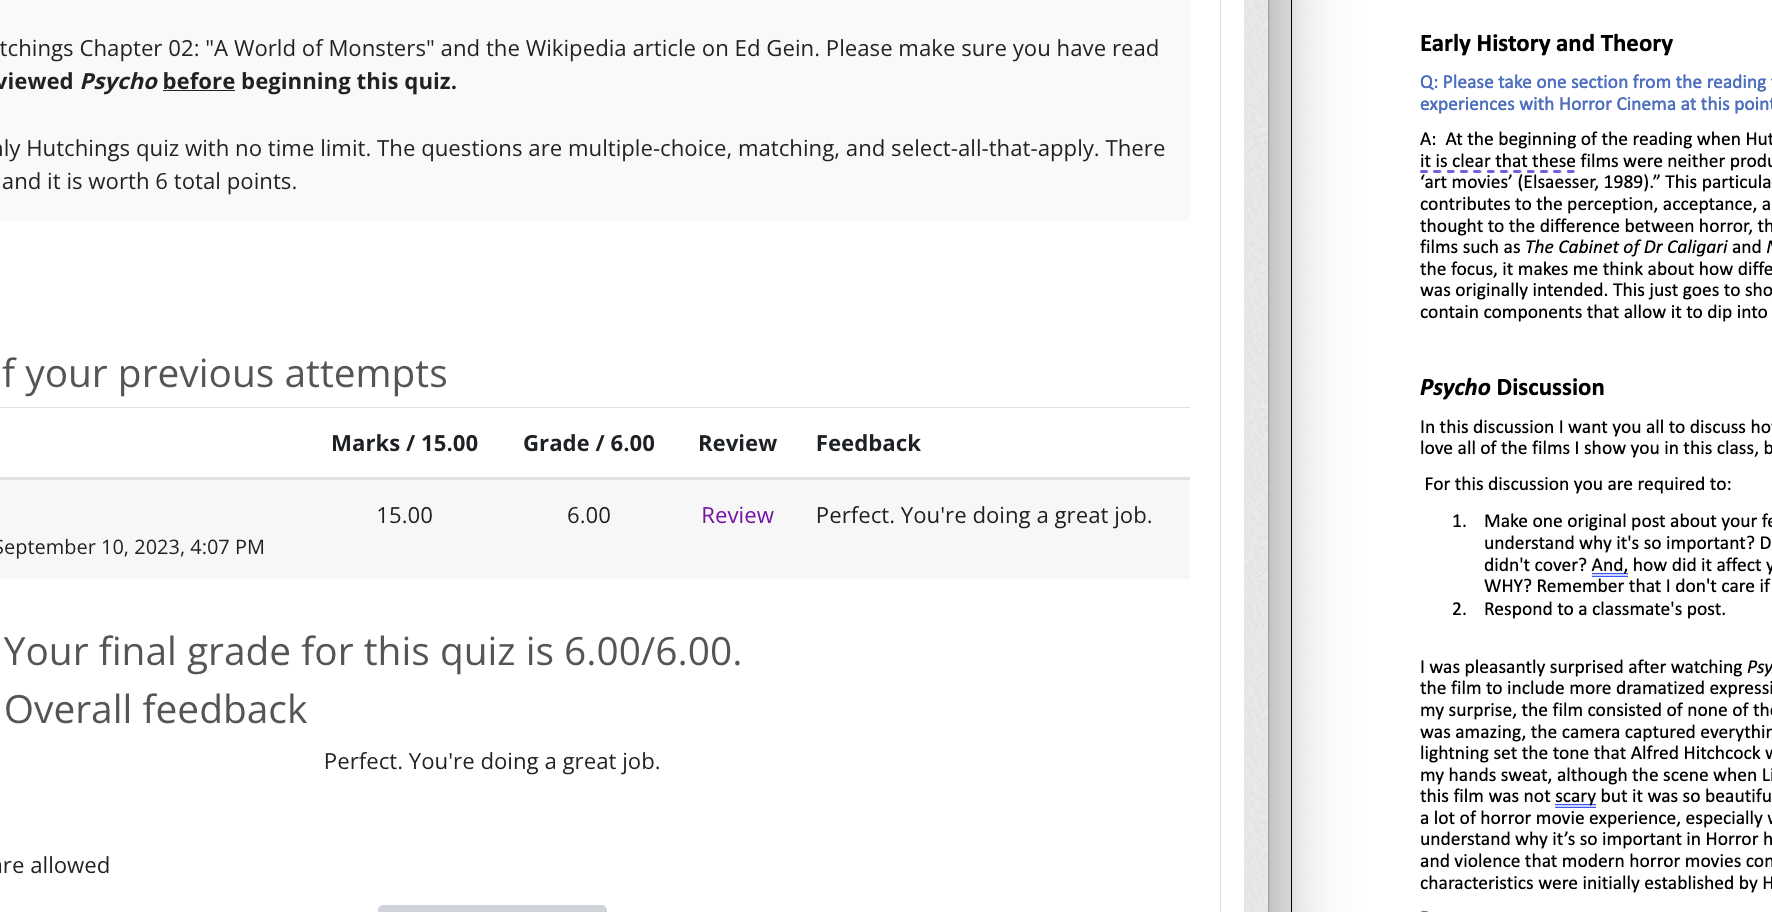 tchings Chapter 02: "A World of Monsters" and the Wikipedia article on Ed Gein. Please make sure you have read
viewed Psycho before beginning this quiz.
ly Hutchings quiz with no time limit. The questions are multiple-choice, matching, and select-all-that-apply. There
and it is worth 6 total points.
f your previous attempts
Marks / 15.00 Grade / 6.00 Review Feedback
15.00 6.00 Review Perfect. You're doing a great job.
September 10, 2023, 4:07 PM
Your final grade for this quiz is 6.00/6.00.
Overall feedback
Perfect. You're doing a great job.
re allowed
Early History and Theory
Q: Please take one section from the reading
experiences with Horror Cinema at this point
A: At the beginning of the reading when Hut
it is clear that these films were neither produ
‘art movies’ (Elsaesser, 1989).” This particula
contributes to the perception, acceptance, a
thought to the difference between horror, th
films such as The Cabinet of Dr Caligari and
the focus, it makes me think about how diffe
was originally intended. This just goes to sho
contain components that allow it to dip into
Psycho Discussion
In this discussion I want you all to discuss ho
love all of the films I show you in this class, b
For this discussion you are required to:
1. Make one original post about your fe
understand why it's so important? D
didn't cover? And, how did it affect y
WHY? Remember that I don't care if
2. Respond to a classmate's post.
I was pleasantly surprised after watching Psy
the film to include more dramatized expressi
my surprise, the film consisted of none of the
was amazing, the camera captured everythin
lightning set the tone that Alfred Hitchcock w
my hands sweat, although the scene when Li
this film was not scary but it was so beautifu
a lot of horror movie experience, especially
understand why it’s so important in Horror h
and violence that modern horror movies con
characteristics were initially established by H